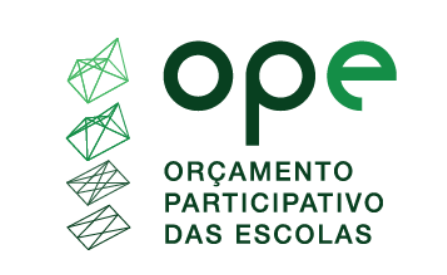 ope
ORÇAMENTO
PARTICIPATIVO
DAS ESCOLAS